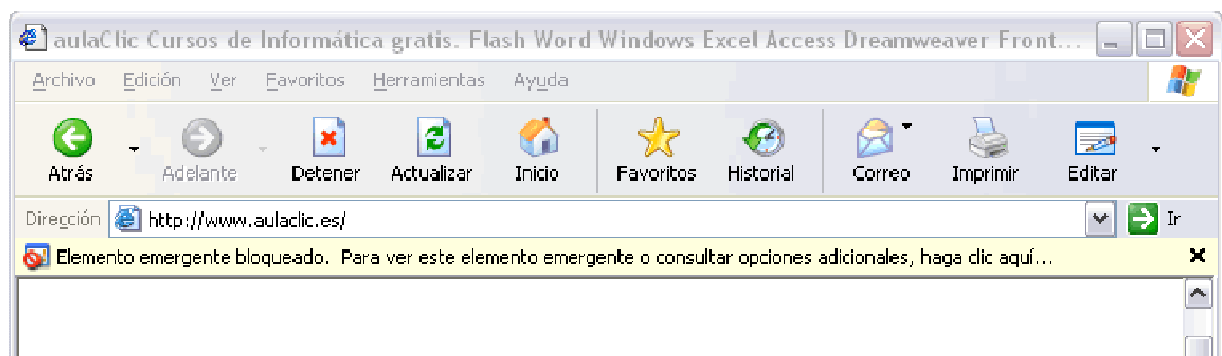 aulaClic Cursos de Informática gratis. Flash Word Windows Excel Access Dreamweaver Front...
Archivo Edición Ver Favoritos Herramientas Ayuda
Atrás Adelante Detener Actualizar Inicio Favoritos Historial Correo Imprimir Editar
Dirección http://www.aulaclic.es/ Ir
Elemento emergente bloqueado. Para ver este elemento emergente o consultar opciones adicionales, haga clic aquí...